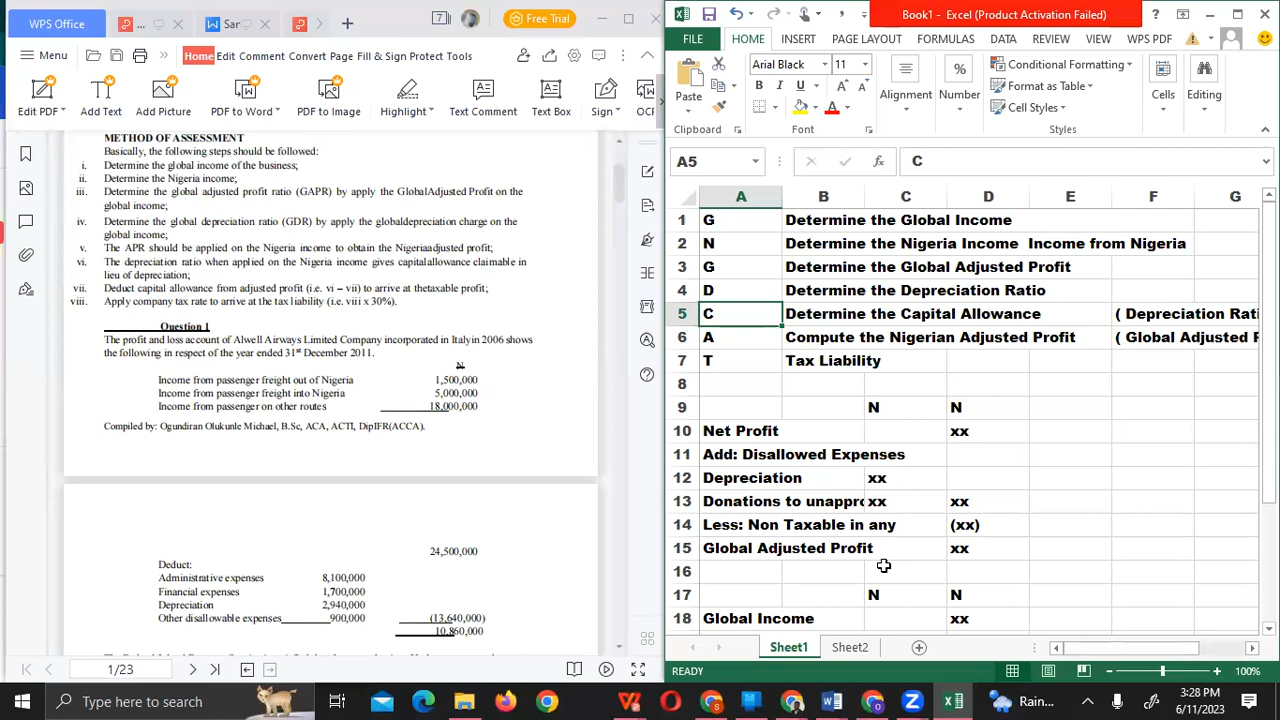 WPS Office
...
Sar
7
Free Trial
Menu
Home Edit Comment Convert Page Fill & Sign Protect Tools
Edit PDF
Add Text
Add Picture
PDF to Word
PDF to Image
Highlight
Text Comment
Text Box
Sign
OCR
METHOD OF ASSESSMENT
Basically, the following steps should be followed:
i. Determine the global income of the business;
ii. Determine the Nigeria income;
iii. Determine the global adjusted profit ratio (GAPR) by apply the GlobalAdjusted Profit on the
global income;
iv. Determine the global depreciation ratio (GDR) by apply the globaldepreciation charge on the
global income;
v. The APR should be applied on the Nigeria income to obtain the Nigeriaadjusted profit;
vi. The depreciation ratio when applied on the Nigeria income gives capitalallowance claimable in
lieu of depreciation;
vii. Deduct capital allowance from adjusted profit (i.e. vi – vii) to arrive at thetaxable profit;
viii. Apply company tax rate to arrive at the tax liability (i.e. viii x 30%).
Question 1
The profit and loss account of Alwell Airways Limited Company incorporated in Italyin 2006 shows
the following in respect of the year ended 31st December 2011.
N
Income from passenger freight out of Nigeria 1,500,000
Income from passenger freight into Nigeria 5,000,000
Income from passenger on other routes 18,000,000
Compiled by: Ogundiran Olukunle Michael, B.Sc, ACA, ACTI, DipIFR(ACCA).
24,500,000
Deduct:
Administrative expenses 8,100,000
Financial expenses 1,700,000
Depreciation 2,940,000
Other disallowable expenses 900,000 (13,640,000)
10,860,000
1/23
Book1 - Excel (Product Activation Failed)
FILE HOME INSERT PAGE LAYOUT FORMULAS DATA REVIEW VIEW WPS PDF
Paste
Clipboard
Arial Black 11
B I U A A
A
Font
Alignment
%
Number
Conditional Formatting
Format as Table
Cell Styles
Styles
Cells
Editing
A5 fx C
A B C D E F G
1 G Determine the Global Income
2 N Determine the Nigeria Income Income from Nigeria
3 G Determine the Global Adjusted Profit
4 D Determine the Depreciation Ratio
5 C Determine the Capital Allowance ( Depreciation Rati
6 A Compute the Nigerian Adjusted Profit ( Global Adjusted P
7 T Tax Liability
8
9 N N
10 Net Profit xx
11 Add: Disallowed Expenses
12 Depreciation xx
13 Donations to unappro xx xx
14 Less: Non Taxable in any (xx)
15 Global Adjusted Profit xx
16
17 N N
18 Global Income xx
Sheet1 Sheet2
READY
100%
Type here to search
Rain...
3:28 PM
6/11/2023